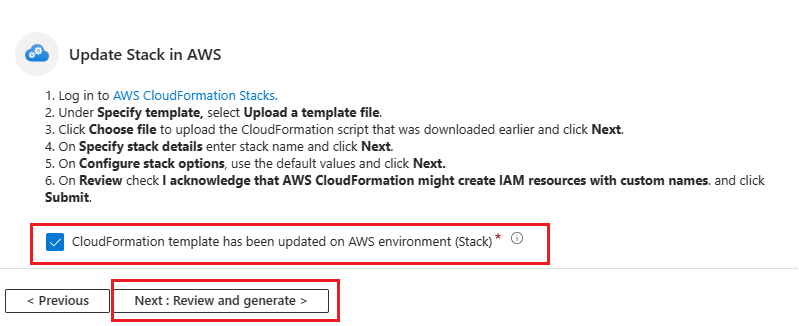 Update Stack in AWS
1. Log in to AWS CloudFormation Stacks.
2. Under Specify template, select Upload a template file.
3. Click Choose file to upload the CloudFormation script that was downloaded earlier and click Next.
4. On Specify stack details enter stack name and click Next.
5. On Configure stack options, use the default values and click Next.
6. On Review check I acknowledge that AWS CloudFormation might create IAM resources with custom names. and click
Submit.
CloudFormation template has been updated on AWS environment (Stack) *
< Previous
Next : Review and generate >